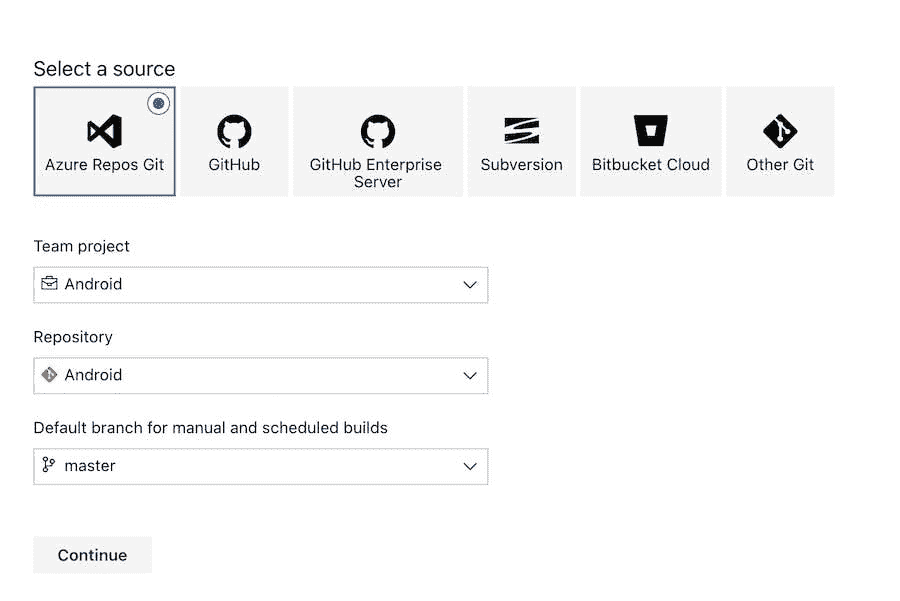 Select a source
Azure Repos Git
GitHub
GitHub Enterprise
Server
Subversion
Bitbucket Cloud
Other Git
Team project
Android
Repository
Android
Default branch for manual and scheduled builds
master
Continue